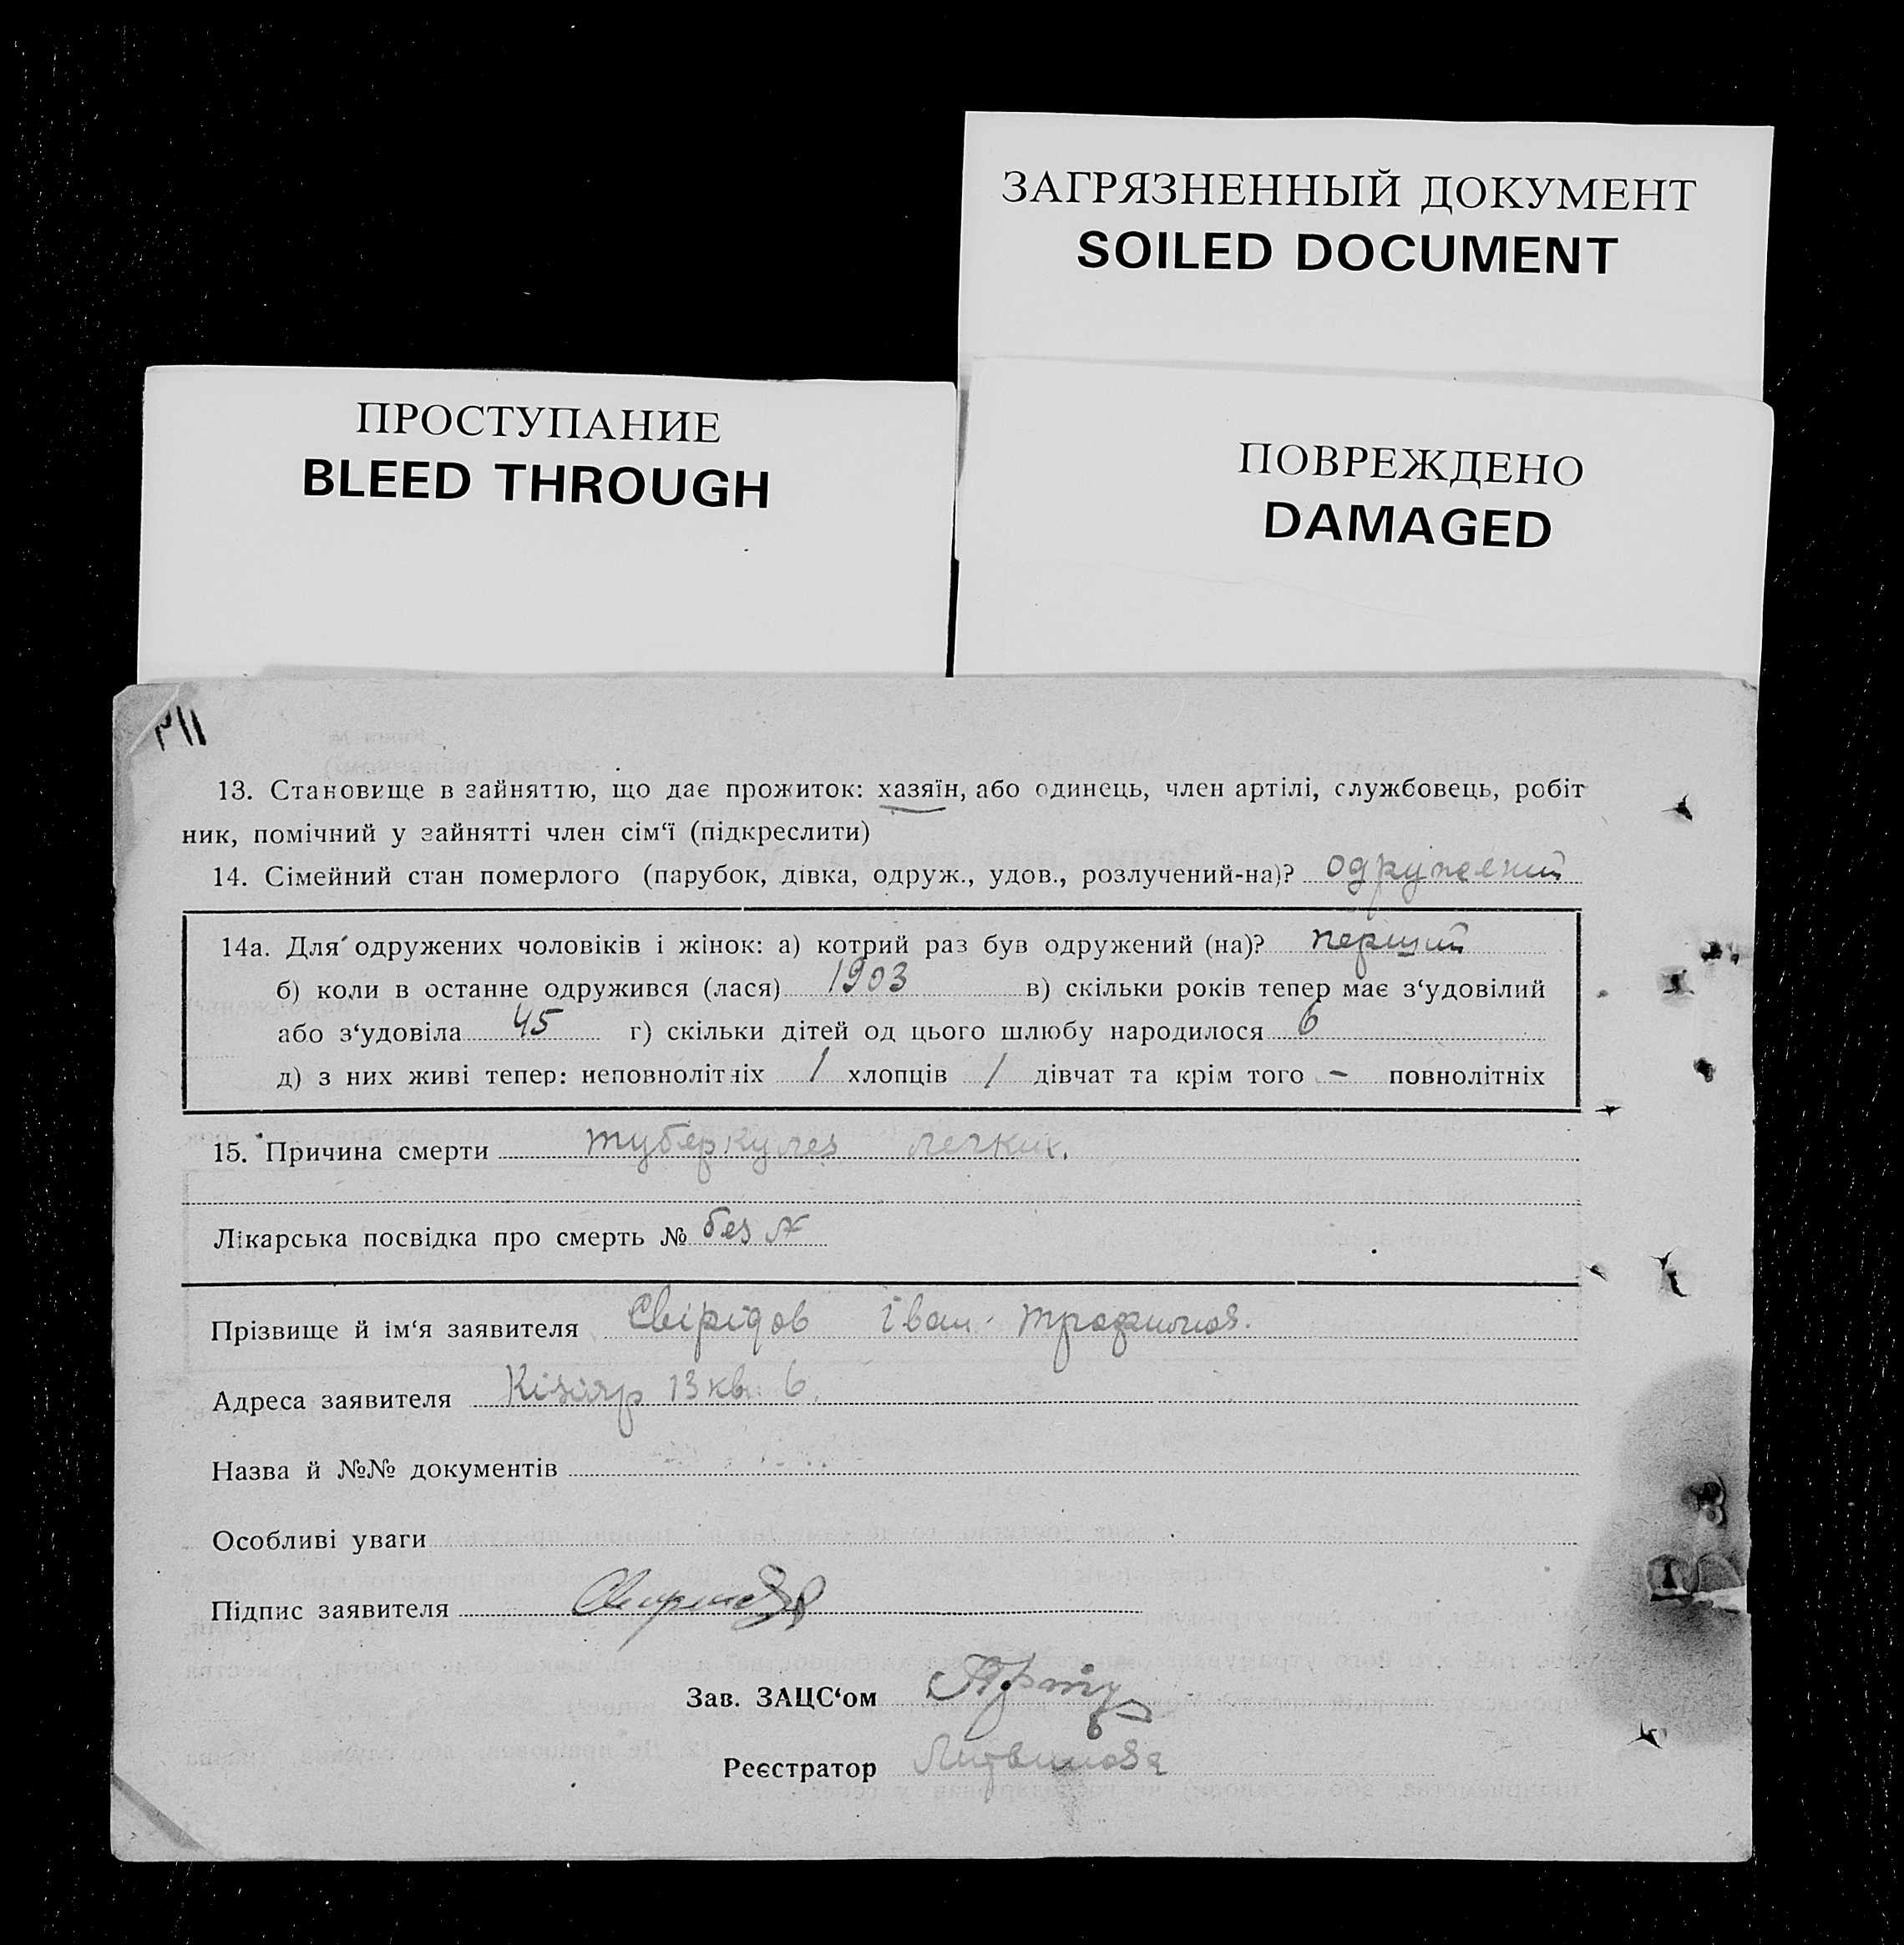 ЗАГРЯЗНЕННЫЙ ДОКУМЕНТ
SOILED DOCUMENT
ПРОСТУПАНИЕ
BLEED THROUGH
ПОВРЕЖДЕНО
DAMAGED
13. Становище в зайняттю, що дає прожиток: хазяїн, або одинець, член артілі, службовець, робіт
ник, помічний у зайнятті член сім‘ї (підкреслити)
14. Сімейний стан померлого (парубок, дівка, одруж., удов., розлучений-на)? одружений
14а. Для одружених чоловіків і жінок: а) котрий раз був одружений (на)? перший
б) коли в останнє одружився (лася) 1903 в) скільки років тепер має з‘удовілий
або з‘удовіла 45 г) скільки дітей од цього шлюбу народилося 6
д) з них живі тепер: неповнолітніх / хлопців / дівчат та крім того – повнолітніх
15. Причина смерти туберкулез легких.
Лікарська посвідка про смерть № без №
Прізвище й ім‘я заявителя Свірідов Іван
Адреса заявителя Кізіяр 13 кв. 6.
Назва й №№ документів
Особливі уваги
Підпис заявителя
Зав. ЗАЦС‘ом
Реєстратор Литвинова